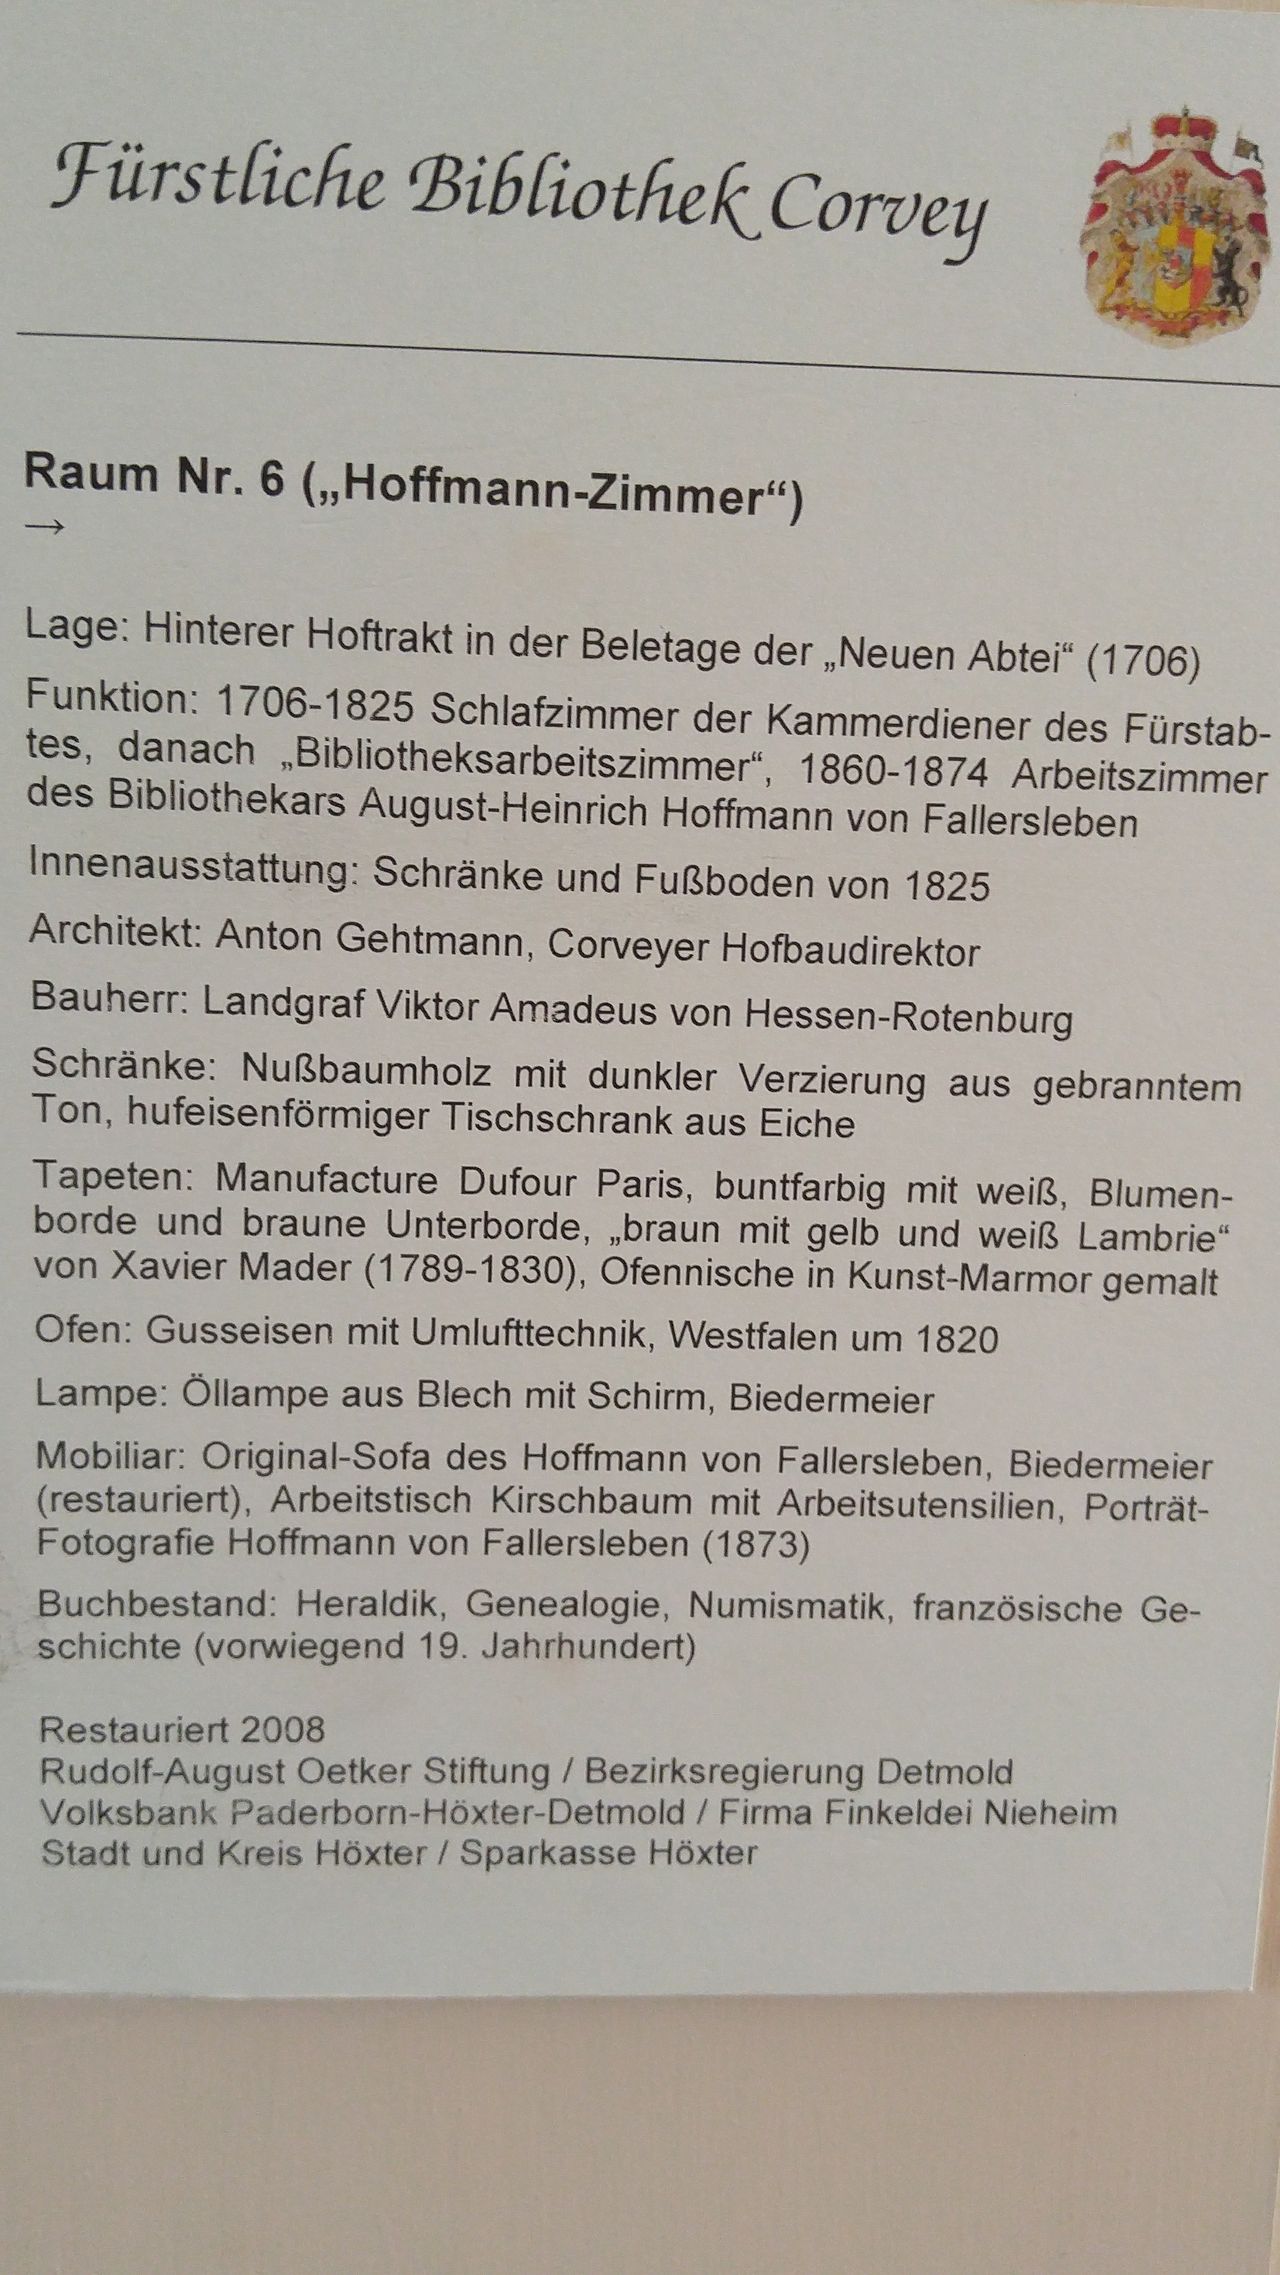 Fürstliche Bibliothek Corvey
Raum Nr. 6 („Hoffmann-Zimmer“)
→
Lage: Hinterer Hoftrakt in der Beletage der „Neuen Abtei“ (1706)
Funktion: 1706-1825 Schlafzimmer der Kammerdiener des Fürstab-
tes, danach „Bibliotheksarbeitszimmer“, 1860-1874 Arbeitszimmer
des Bibliothekars August-Heinrich Hoffmann von Fallersleben
Innenausstattung: Schränke und Fußboden von 1825
Architekt: Anton Gehtmann, Corveyer Hofbaudirektor
Bauherr: Landgraf Viktor Amadeus von Hessen-Rotenburg
Schränke: Nußbaumholz mit dunkler Verzierung aus gebranntem
Ton, hufeisenförmiger Tischschrank aus Eiche
Tapeten: Manufacture Dufour Paris, buntfarbig mit weiß, Blumen-
borde und braune Unterborde, „braun mit gelb und weiß Lambrie“
von Xavier Mader (1789-1830), Ofennische in Kunst-Marmor gemalt
Ofen: Gusseisen mit Umlufttechnik, Westfalen um 1820
Lampe: Öllampe aus Blech mit Schirm, Biedermeier
Mobiliar: Original-Sofa des Hoffmann von Fallersleben, Biedermeier
(restauriert), Arbeitstisch Kirschbaum mit Arbeitsutensilien, Porträt-
Fotografie Hoffmann von Fallersleben (1873)
Buchbestand: Heraldik, Genealogie, Numismatik, französische Ge-
schichte (vorwiegend 19. Jahrhundert)
Restauriert 2008
Rudolf-August Oetker Stiftung / Bezirksregierung Detmold
Volksbank Paderborn-Höxter-Detmold / Firma Finkeldei Nieheim
Stadt und Kreis Höxter / Sparkasse Höxter